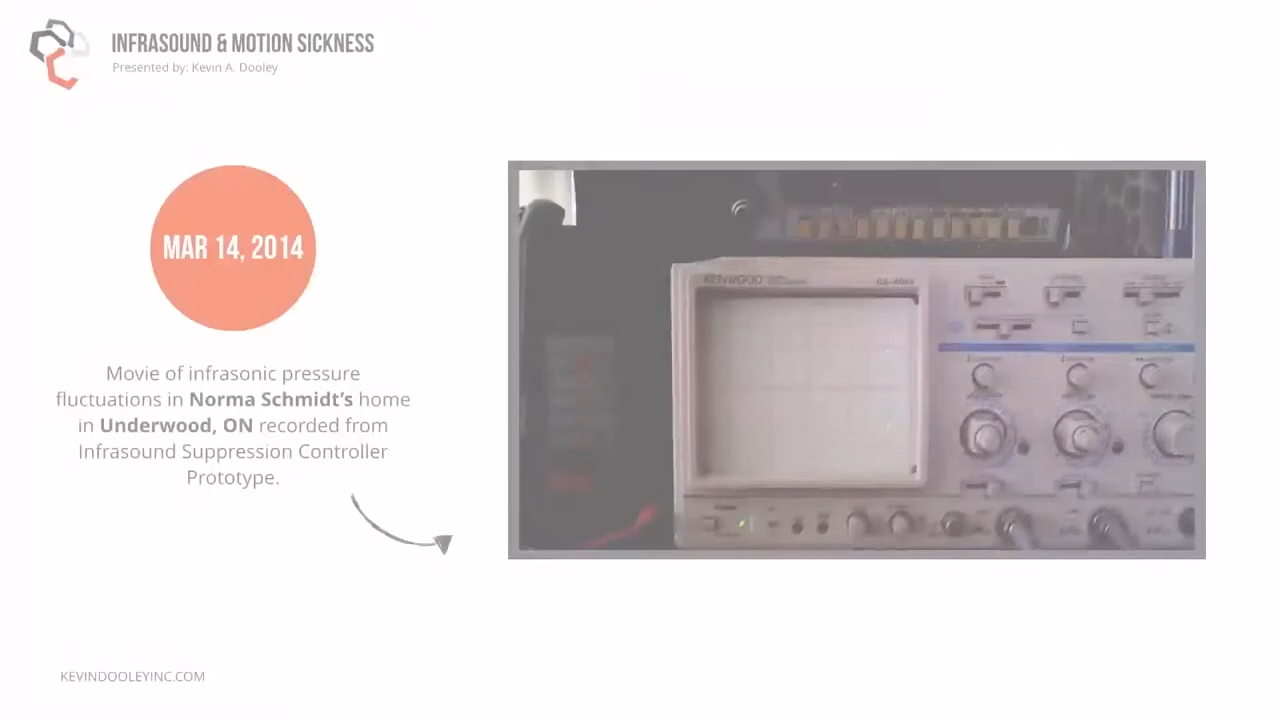 INFRASOUND & MOTION SICKNESS
Presented by: Kevin A. Dooley
MAR 14, 2014
Movie of infrasonic pressure
fluctuations in Norma Schmidt's home
in Underwood, ON recorded from
Infrasound Suppression Controller
Prototype.
KENWOOD
KEVINDOOLEYINC.COM